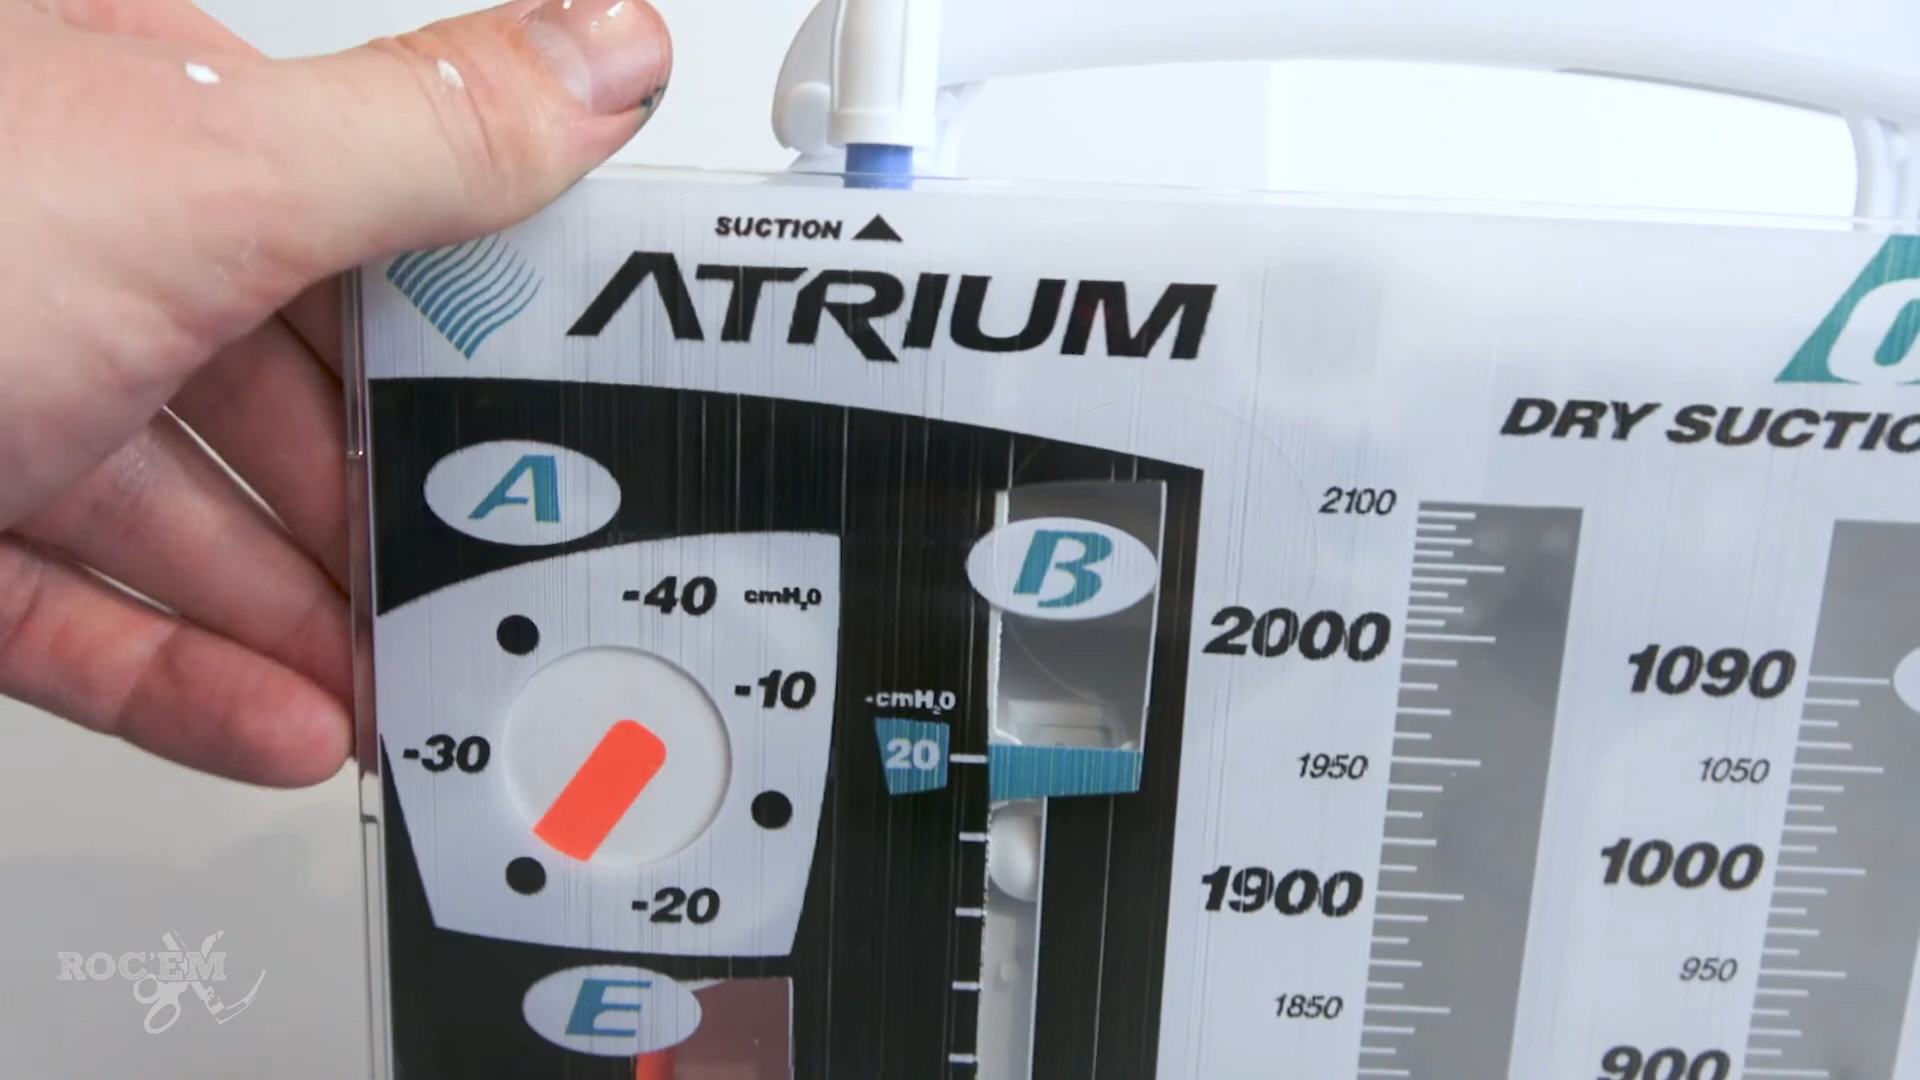 SUCTION
ATRIUM
DRY SUCTIO
A
B
-40 cmH₂O
-10
-30
-20
-cmH₂O
20
E
2100
2000
1950
1900
1850
1090
1050
1000
950
900
ROC'EM